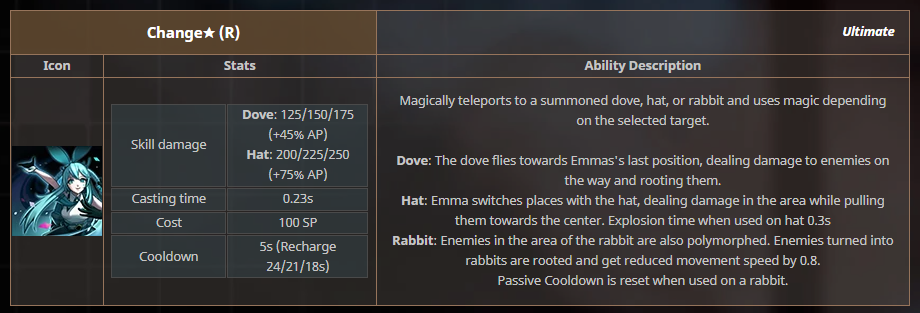 Change★ (R)
Ultimate
Icon
Stats
Ability Description
Skill damage
Dove: 125/150/175
(+45% AP)
Hat: 200/225/250
(+75% AP)
Casting time
0.23s
Cost
100 SP
Cooldown
5s (Recharge
24/21/18s)
Magically teleports to a summoned dove, hat, or rabbit and uses magic depending
on the selected target.
Dove: The dove flies towards Emmas's last position, dealing damage to enemies on
the way and rooting them.
Hat: Emma switches places with the hat, dealing damage in the area while pulling
them towards the center. Explosion time when used on hat 0.3s
Rabbit: Enemies in the area of the rabbit are also polymorphed. Enemies turned into
rabbits are rooted and get reduced movement speed by 0.8.
Passive Cooldown is reset when used on a rabbit.